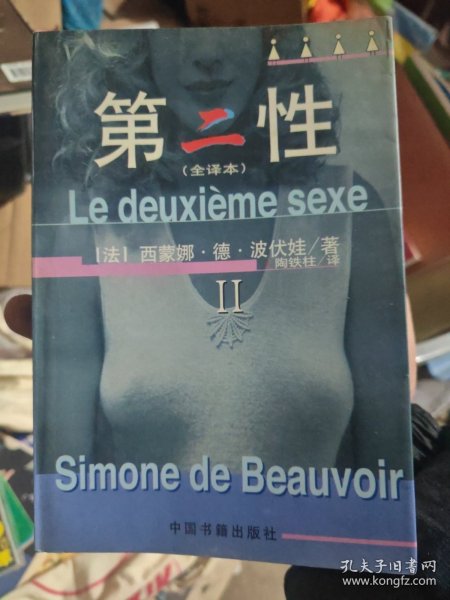 第二性
（全译本）
Le deuxième sexe
[法] 西蒙娜·德·波伏娃/著
陶铁柱/译
II
Simone de Beauvoir
中国书籍出版社
孔夫子旧书网
www.kongfz.com